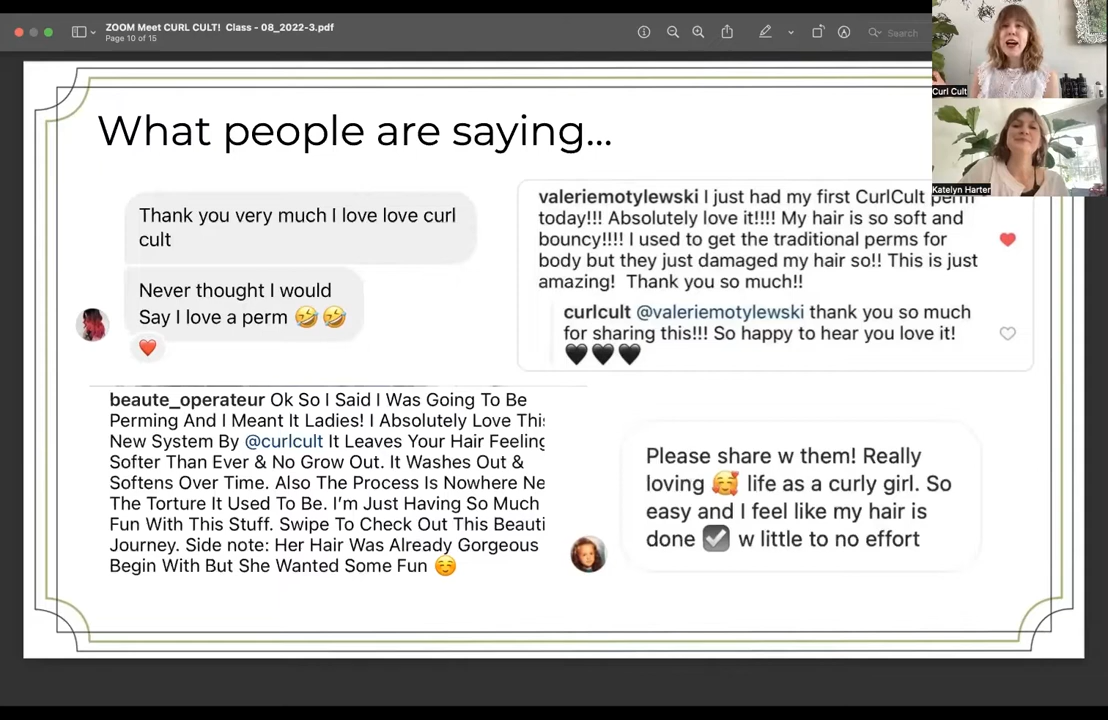 ZOOM Meet CURL CULT!  Class - 08_2022-3.pdf
Page 10 of 15
Search
Curl Cult
Katelyn Harter
What people are saying...
Thank you very much I love love curl
cult
Never thought I would
Say I love a perm 🤣🤣
valeriemotylewski I just had my first CurlCult perm
today!!! Absolutely love it!!!! My hair is so soft and
bouncy!!!! I used to get the traditional perms for
body but they just damaged my hair so!! This is just
amazing!  Thank you so much!!
curlcult @valeriemotylewski thank you so much
for sharing this!!! So happy to hear you love it!
🖤🖤🖤
beaute_operateur Ok So I Said I Was Going To Be
Perming And I Meant It Ladies! I Absolutely Love This
New System By @curlcult It Leaves Your Hair Feeling
Softer Than Ever & No Grow Out. It Washes Out &
Softens Over Time. Also The Process Is Nowhere Ne
The Torture It Used To Be. I'm Just Having So Much
Fun With This Stuff. Swipe To Check Out This Beauti
Journey. Side note: Her Hair Was Already Gorgeous
Begin With But She Wanted Some Fun ☺️
Please share w them! Really
loving 🥰 life as a curly girl. So
easy and I feel like my hair is
done ☑️ w little to no effort